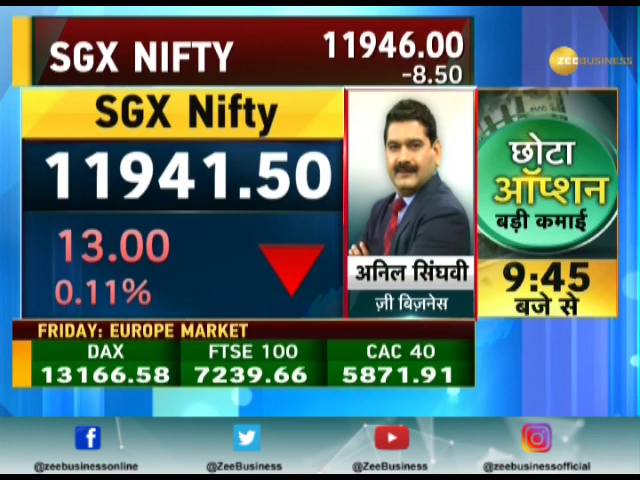 SGX NIFTY
11946.00
-8.50
ZEEBUSINESS
SGX Nifty
11941.50
13.00
0.11%
अनिल सिंघवी
ज़ी बिज़नेस
छोटा
ऑप्शन
बड़ी कमाई
9:45
बजे से
FRIDAY: EUROPE MARKET
DAX
13166.58
FTSE 100
7239.66
CAC 40
5871.91
@zeebusinessonline
@ZeeBusiness
@ZeeBusiness
@zeebusinessofficial